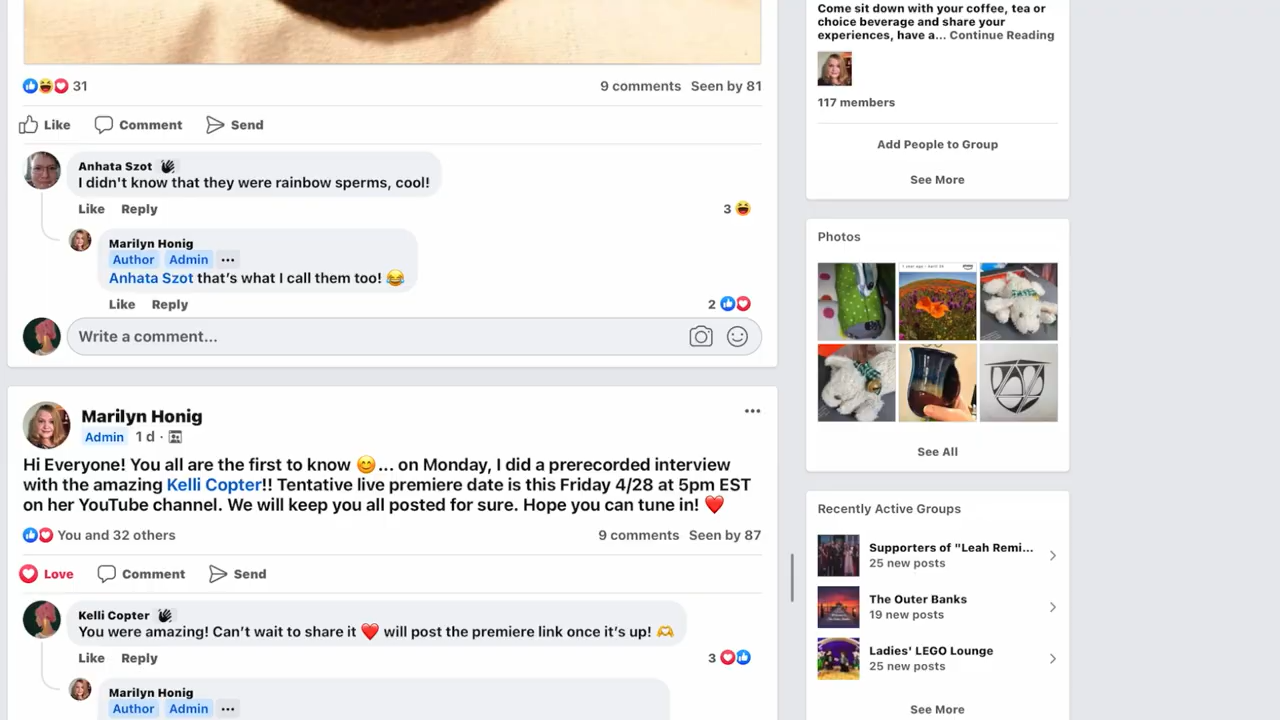 31
9 comments Seen by 81
Like Comment Send
Anhata Szot
I didn't know that they were rainbow sperms, cool!
Like Reply
3
Marilyn Honig
Author Admin ...
Anhata Szot that's what I call them too! 😂
Like Reply
2
Write a comment...
Marilyn Honig
Admin 1 d ·
Hi Everyone! You all are the first to know 😊... on Monday, I did a prerecorded interview
with the amazing Kelli Copter!! Tentative live premiere date is this Friday 4/28 at 5pm EST
on her YouTube channel. We will keep you all posted for sure. Hope you can tune in! ❤️
You and 32 others
9 comments Seen by 87
Love Comment Send
Kelli Copter
You were amazing! Can't wait to share it ❤️ will post the premiere link once it's up! 🫶
Like Reply
3
Marilyn Honig
Author Admin ...
Come sit down with your coffee, tea or
choice beverage and share your
experiences, have a... Continue Reading
117 members
Add People to Group
See More
Photos
See All
Recently Active Groups
Supporters of "Leah Remi...
25 new posts
The Outer Banks
19 new posts
Ladies' LEGO Lounge
25 new posts
See More